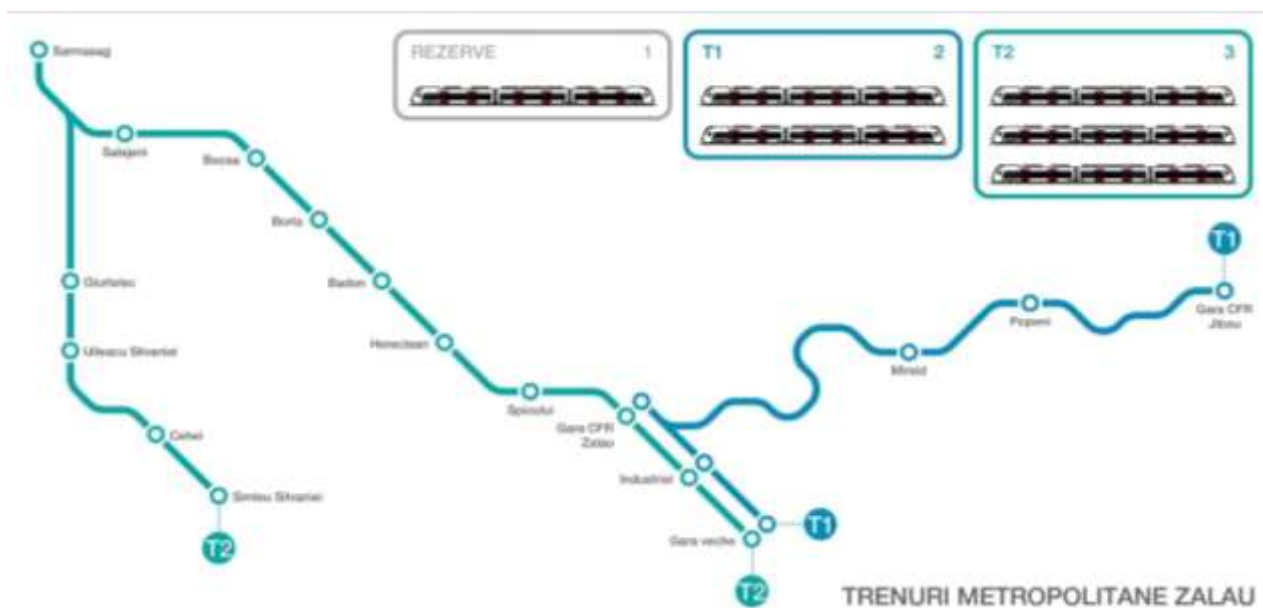 REZERVE 1
T1 2
T2 3
Sarmasag
Salajeni
Bocsa
Borla
Badon
Hereclean
Spicului
Gara CFR
Zalau
Industriei
Gara veche
T1
T2
Giurtelec
Uileacu Silvaniei
Cehei
Simleu Silvaniei
T2
Mirsid
Popeni
Gara CFR
Jibou
T1
TRENURI METROPOLITANE ZALAU